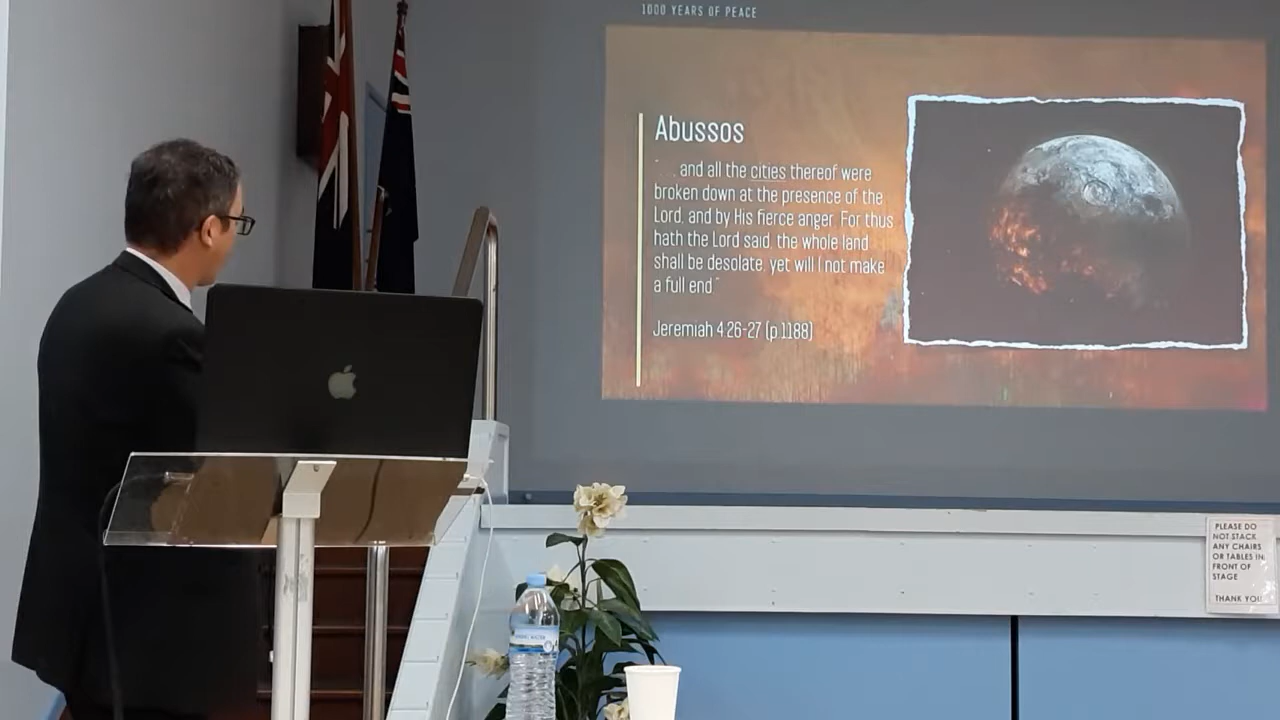 1000 YEARS OF PEACE
Abussos
"... and all the cities thereof were
broken down at the presence of the
Lord, and by His fierce anger. For thus
hath the Lord said, the whole land
shall be desolate; yet will I not make
a full end"
Jeremiah 4:26-27 (p.1188)
PLEASE DO
NOT STACK
ANY CHAIRS
OR TABLES IN
FRONT OF
STAGE
THANK YOU